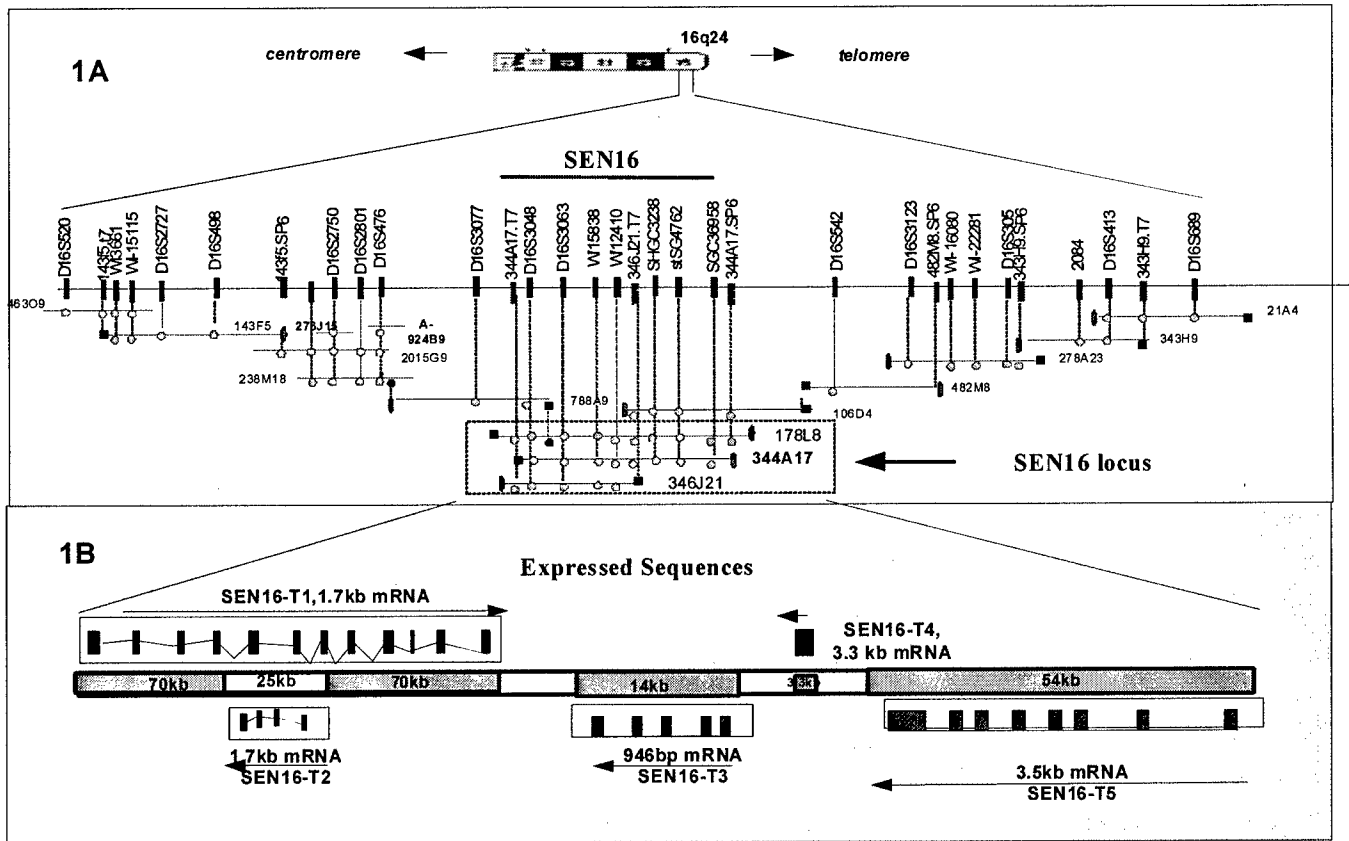 16q24
centromere
telomere
1A
SEN16
D16S520
143f5.t7
WI-15115
D16S2727
D16S498
143f5.SP6
D16S2750
D16S2801
D16S476
D16S3077
344A17.T7
D16S3048
D16S3063
W15838
W12410
346J21.T7
SHGC3238
stSG4762
SGC36958
344A17.SP6
D16S542
D16S3123
482M8.SP6
WI-16080
WI-22281
D16S305
343H9.SP6
2084
D16S413
343H9.T7
D16S689
463O9
143F5
A-
924B9
2015G9
238M18
788A9
106D4
482M8
278A23
343H9
21A4
178L8
344A17
346J21
SEN16 locus
1B
Expressed Sequences
SEN16-T1,1.7kb mRNA
SEN16-T4,
3.3 kb mRNA
70kb
25kb
70kb
14kb
54kb
1.7kb mRNA
SEN16-T2
946bp mRNA
SEN16-T3
3.5kb mRNA
SEN16-T5